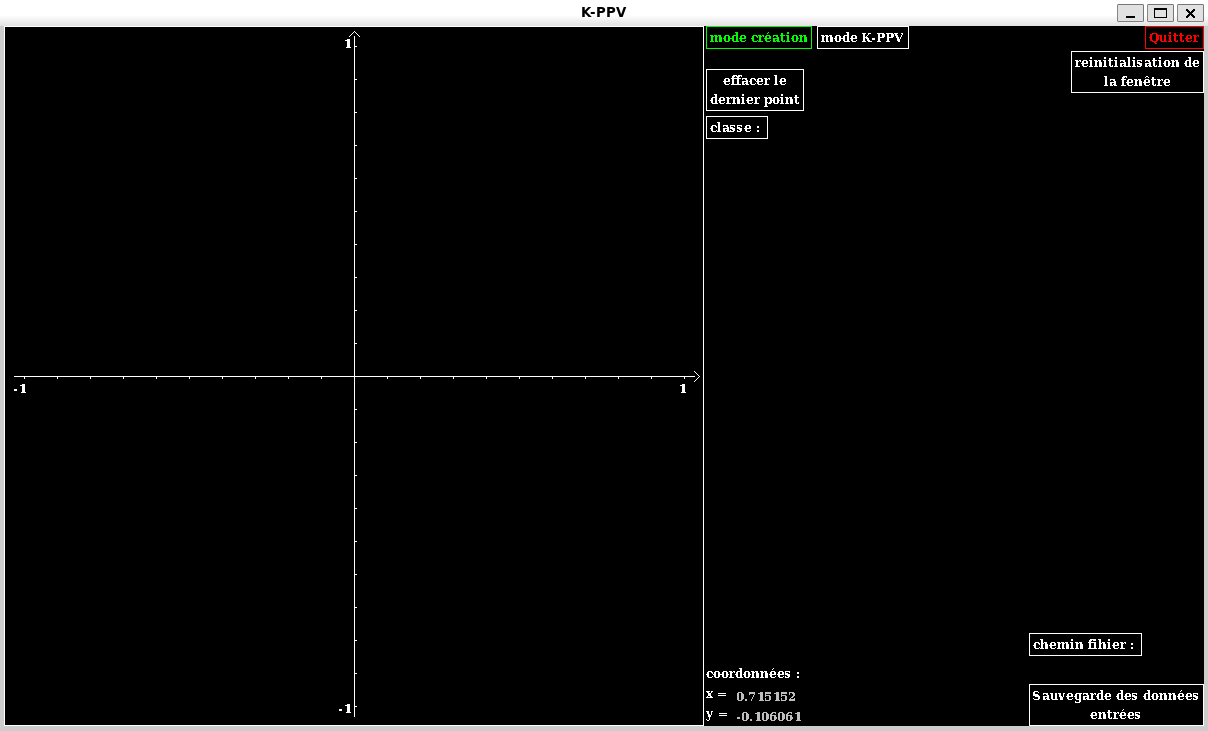 K-PPV
mode création
mode K-PPV
Quitter
reinitialisation de
la fenêtre
effacer le
dernier point
classe :
1
-1
1
-1
chemin fihier :
coordonnées :
x = 0.715152
y = -0.106061
Sauvegarde des données
entrées